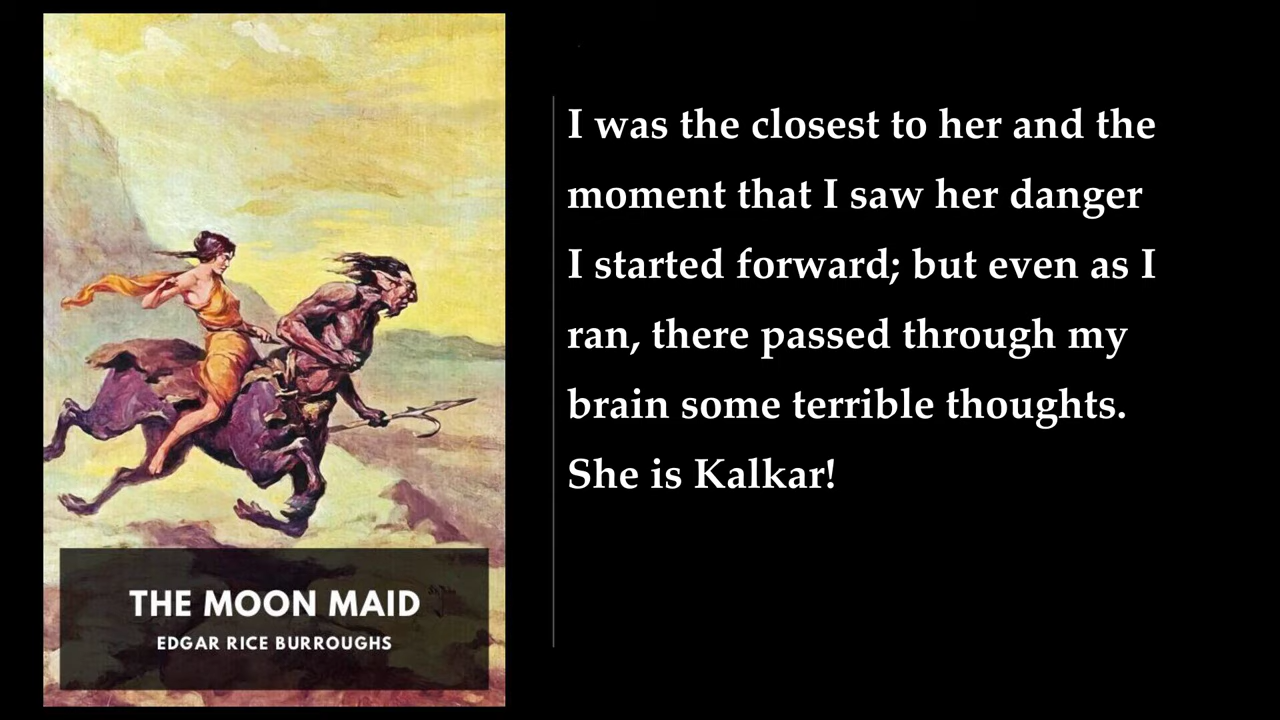 I was the closest to her and the
moment that I saw her danger
I started forward; but even as I
ran, there passed through my
brain some terrible thoughts.
She is Kalkar!
THE MOON MAID
EDGAR RICE BURROUGHS